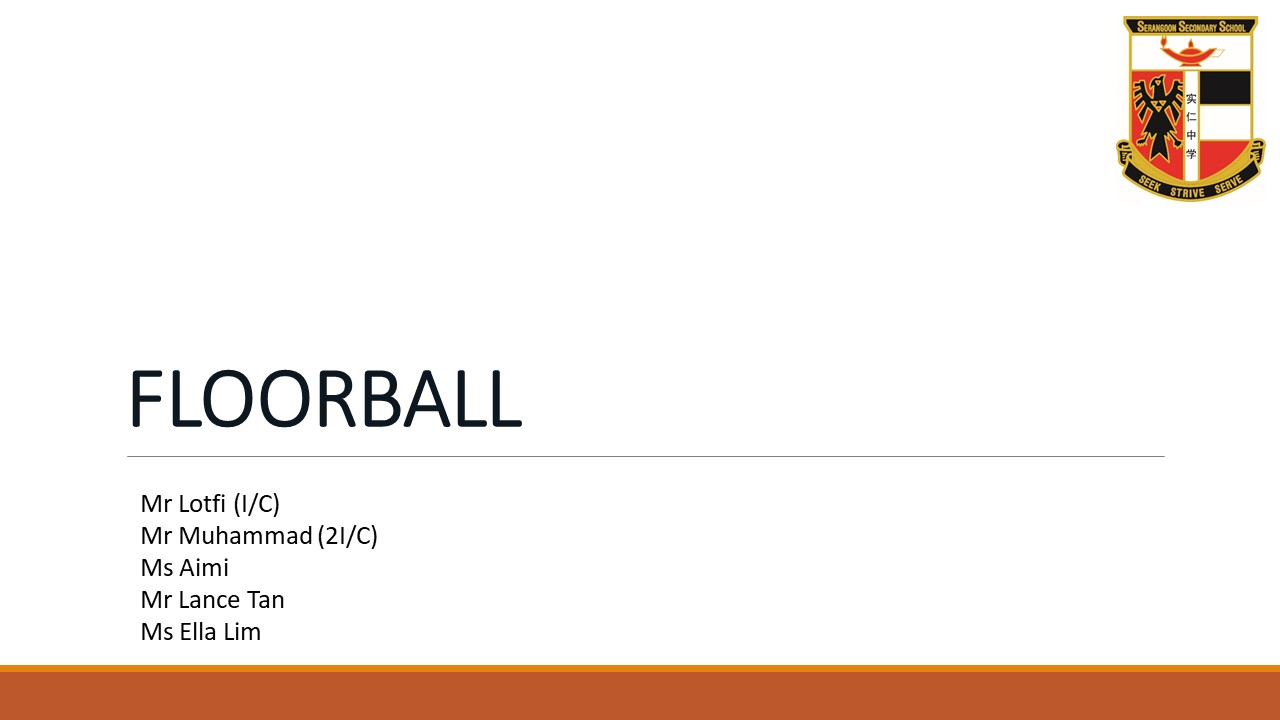 SERANGOON SECONDARY SCHOOL
实
仁
中
学
SEEK STRIVE SERVE
FLOORBALL
Mr Lotfi (I/C)
Mr Muhammad (2I/C)
Ms Aimi
Mr Lance Tan
Ms Ella Lim